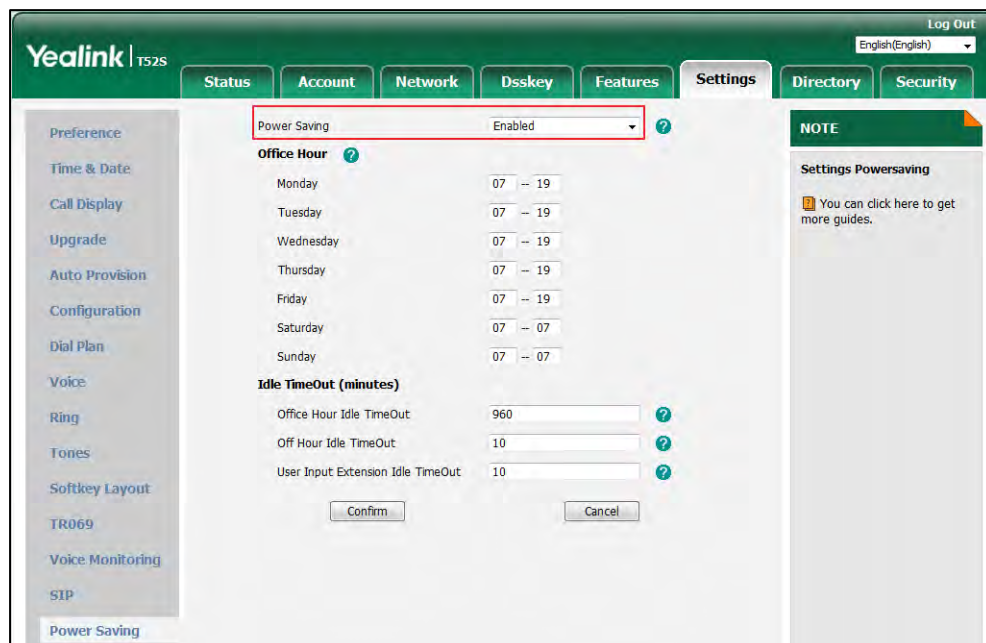 Log Out
English(English)
Yealink | T52S
Status Account Network Dsskey Features Settings Directory Security
Preference
Time & Date
Call Display
Upgrade
Auto Provision
Configuration
Dial Plan
Voice
Ring
Tones
Softkey Layout
TR069
Voice Monitoring
SIP
Power Saving
Power Saving Enabled ?
Office Hour ?
Monday 07 -- 19
Tuesday 07 -- 19
Wednesday 07 -- 19
Thursday 07 -- 19
Friday 07 -- 19
Saturday 07 -- 07
Sunday 07 -- 07
Idle TimeOut (minutes)
Office Hour Idle TimeOut 960 ?
Off Hour Idle TimeOut 10 ?
User Input Extension Idle TimeOut 10 ?
Confirm Cancel
NOTE
Settings Powersaving
? You can click here to get
more guides.